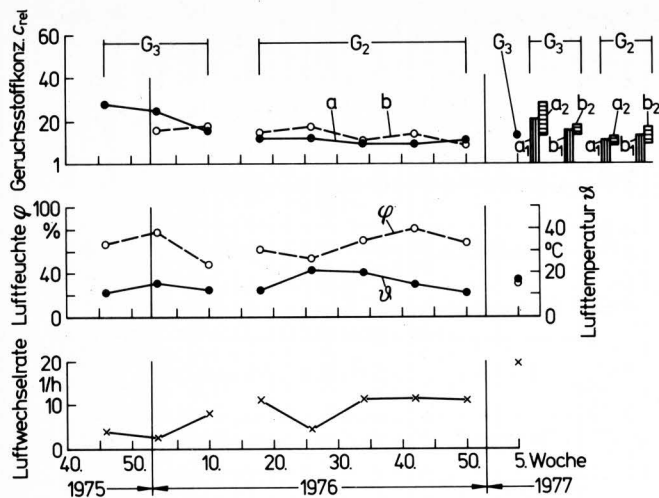 Geruchsstoffkonz. c_rel
60
40
20
1
G₃
G₂
G₃
G₃
G₂
a
b
a₁
a₂
b₁
b₂
a₁
a₂
b₁
b₂
Luftfeuchte φ
100
%
80
40
0
φ
ϑ
40
°C
20
10
0
Lufttemperatur ϑ
Luftwechselrate
20
1/h
10
0
40.
50.
10.
20.
30.
40.
50.
5. Woche
1975
1976
1977